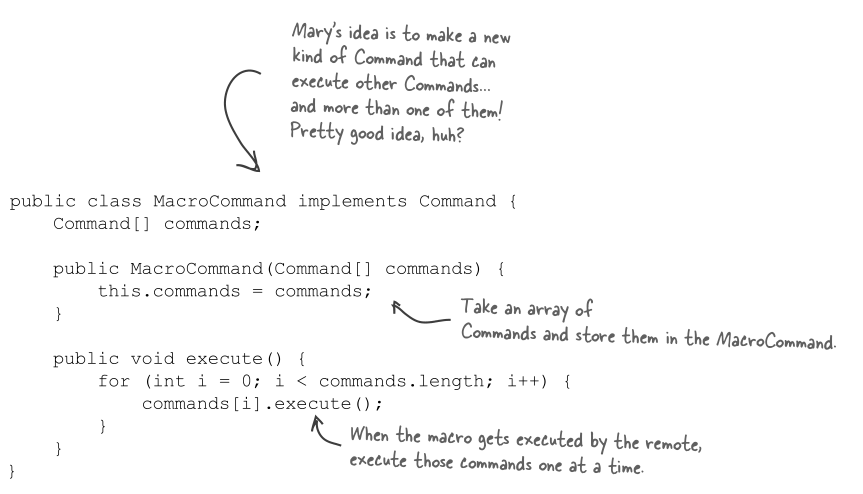 Mary's idea is to make a new
kind of Command that can
execute other Commands...
and more than one of them!
Pretty good idea, huh?
public class MacroCommand implements Command {
Command[] commands;
public MacroCommand(Command[] commands) {
this.commands = commands;
}
Take an array of
Commands and store them in the MacroCommand.
public void execute() {
for (int i = 0; i < commands.length; i++) {
commands[i].execute();
}
}
}
When the macro gets executed by the remote,
execute those commands one at a time.